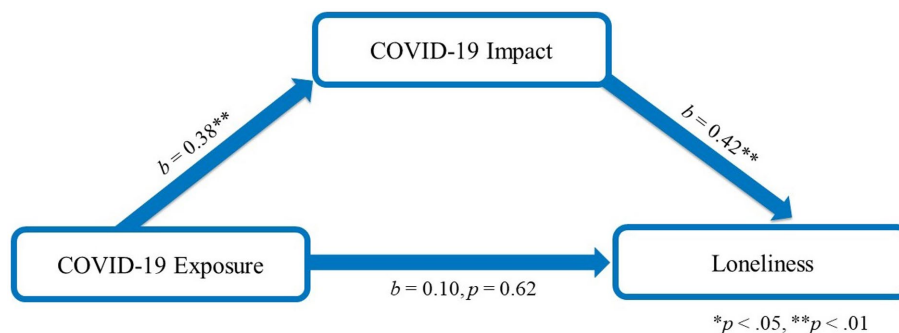 COVID-19 Impact
b = 0.38**
b = 0.42**
COVID-19 Exposure
Loneliness
b = 0.10, p = 0.62
*p < .05, **p < .01